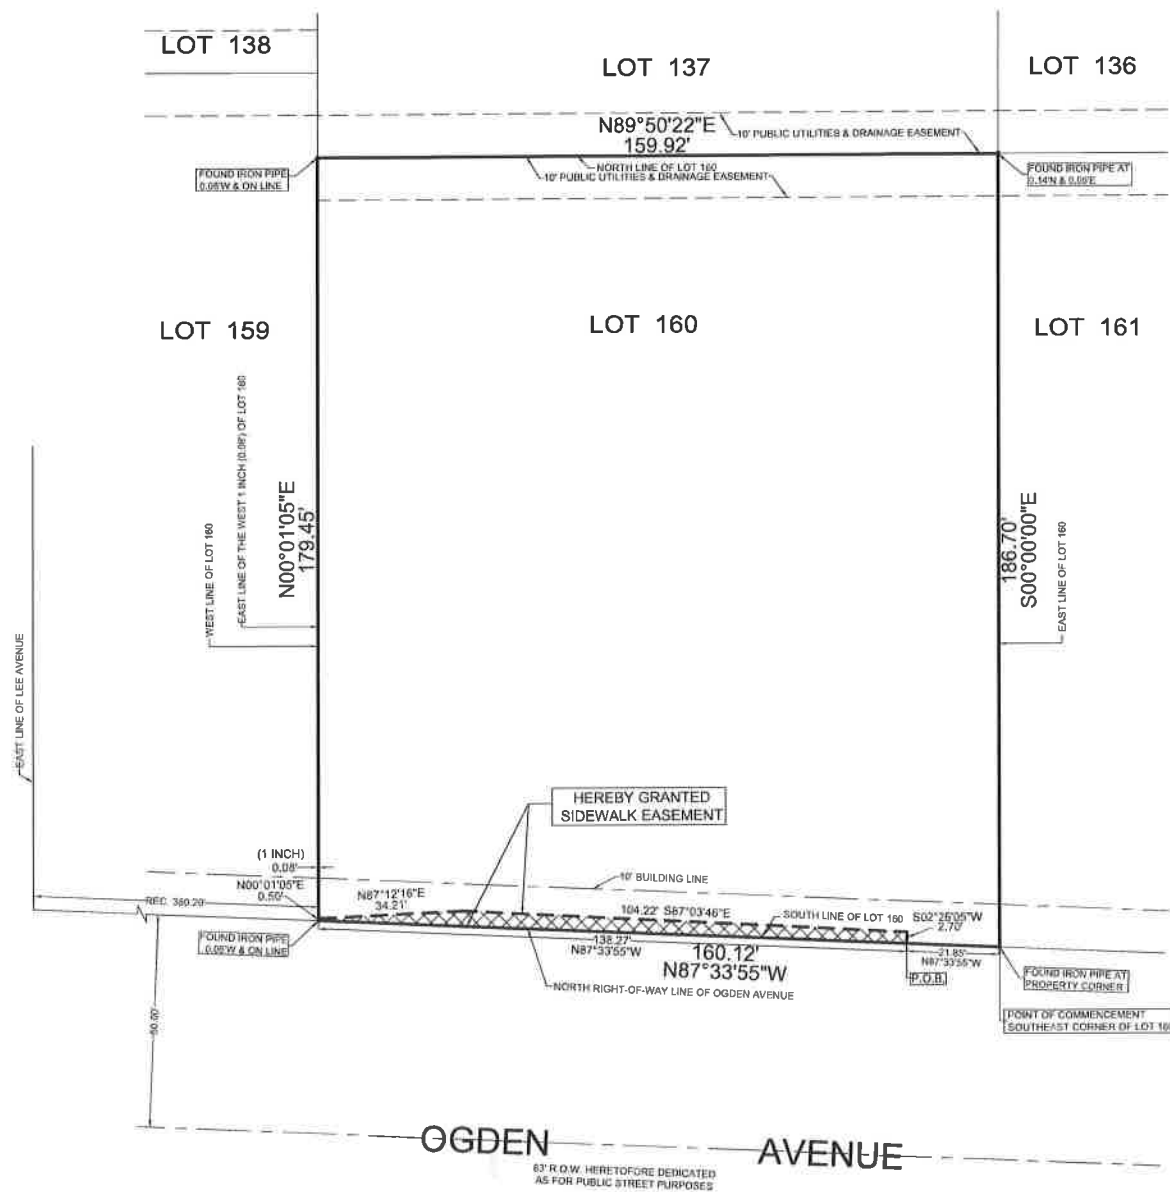 LOT 138
LOT 137
LOT 136
N89°50'22"E
159.92'
10' PUBLIC UTILITIES & DRAINAGE EASEMENT
NORTH LINE OF LOT 160
10' PUBLIC UTILITIES & DRAINAGE EASEMENT
FOUND IRON PIPE
& ON LINE
FOUND IRON PIPE AT
0.14'N &
LOT 159
LOT 160
LOT 161
EAST LINE OF LEE AVENUE
WEST LINE OF LOT 160
EAST LINE OF THE WEST 1 INCH (0.08') OF LOT 160
N00°01'05"E
179.45'
186.70'
S00°00'00"E
EAST LINE OF LOT 160
HEREBY GRANTED
SIDEWALK EASEMENT
(1 INCH)
0.08'
10' BUILDING LINE
N00°01'05"E
0.50'
REC. 360.20'
N87°12'16"E
34.21'
104.22' S87°03'46"E
SOUTH LINE OF LOT 160
S02°26'05"W
2.70'
FOUND IRON PIPE
& ON LINE
138.27'
N87°33'55"W
160.12'
N87°33'55"W
21.85'
N87°33'55"W
P.O.B.
NORTH RIGHT-OF-WAY LINE OF OGDEN AVENUE
FOUND IRON PIPE AT
PROPERTY CORNER
POINT OF COMMENCEMENT
SOUTHEAST CORNER OF LOT 160
50.00'
OGDEN AVENUE
63' R.O.W. HERETOFORE DEDICATED
AS FOR PUBLIC STREET PURPOSES